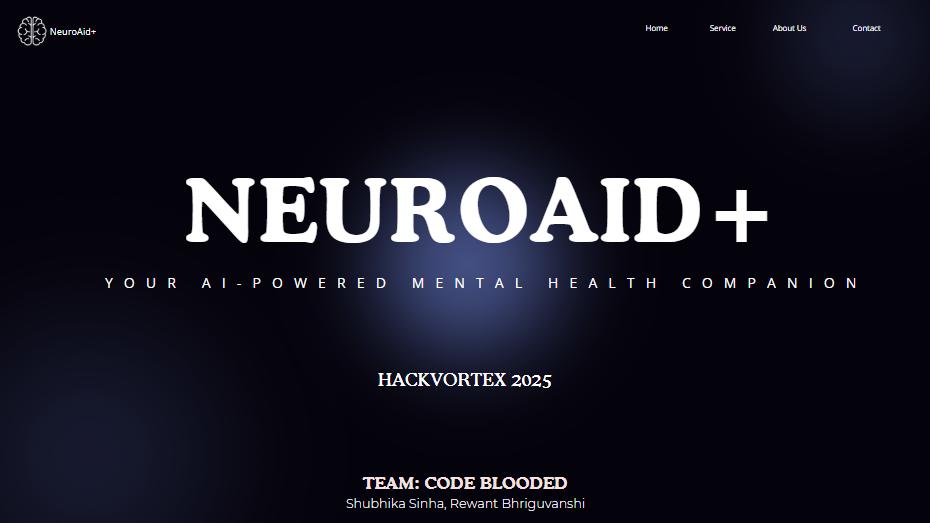 NeuroAid+
Home Service About Us Contact
NEUROAID+
YOUR AI-POWERED MENTAL HEALTH COMPANION
HACKVORTEX 2025
TEAM: CODE BLOODED
Shubhika Sinha, Rewant Bhriguvanshi